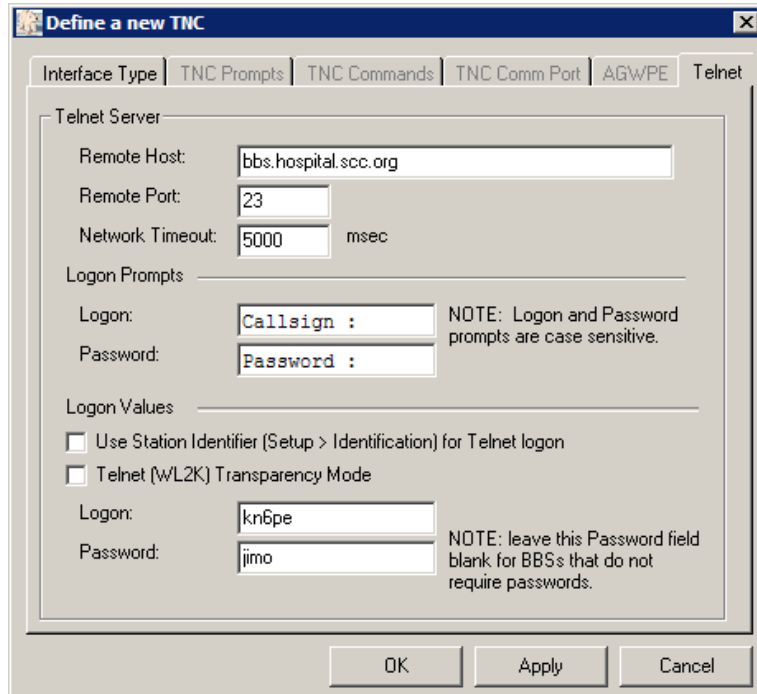 Define a new TNC
Interface Type TNC Prompts TNC Commands TNC Comm Port AGWPE Telnet
Telnet Server
Remote Host: bbs.hospital.scc.org
Remote Port: 23
Network Timeout: 5000 msec
Logon Prompts
Logon: Callsign :
NOTE: Logon and Password
prompts are case sensitive.
Password: Password :
Logon Values
Use Station Identifier (Setup > Identification) for Telnet logon
Telnet (WL2K) Transparency Mode
Logon: kn6pe
Password: jimo
NOTE: leave this Password field
blank for BBSs that do not
require passwords.
OK Apply Cancel